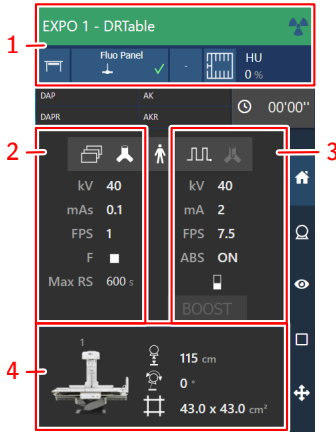 EXPO 1 - DRTable
1
Fluo Panel
-
HU
0 %
DAP
AK
DAPR
AKR
00'00''
2
3
kV 40
mAs 0.1
FPS 1
F
Max RS 600 s
kV 40
mA 2
FPS 7.5
ABS ON
BOOST
4
1
115 cm
0 °
43.0 x 43.0 cm²